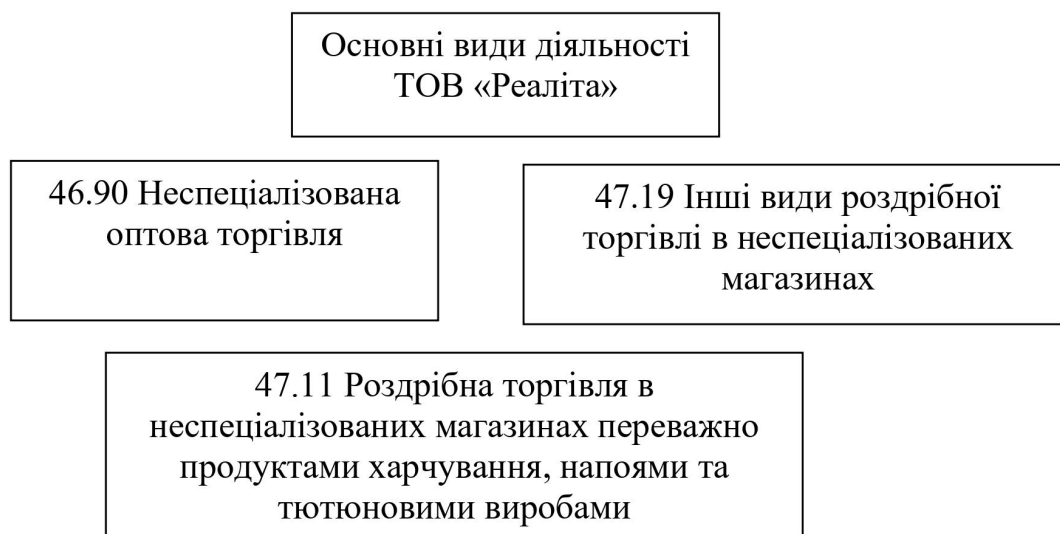 Основні види діяльності
ТОВ «Реаліта»
46.90 Неспеціалізована
оптова торгівля
47.19 Інші види роздрібної
торгівлі в неспеціалізованих
магазинах
47.11 Роздрібна торгівля в
неспеціалізованих магазинах переважно
продуктами харчування, напоями та
тютюновими виробами